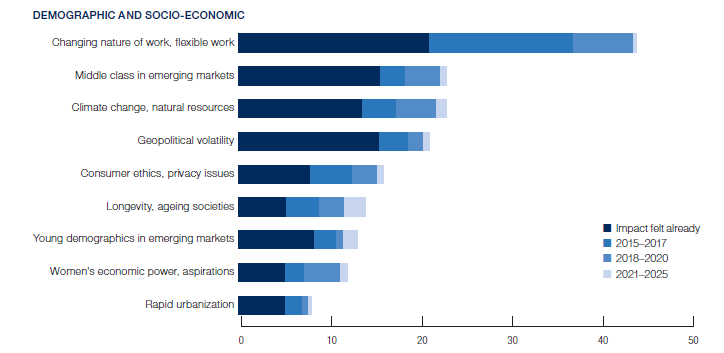 DEMOGRAPHIC AND SOCIO-ECONOMIC
Changing nature of work, flexible work
Middle class in emerging markets
Climate change, natural resources
Geopolitical volatility
Consumer ethics, privacy issues
Longevity, ageing societies
Young demographics in emerging markets
Women's economic power, aspirations
Rapid urbanization
Impact felt already
2015–2017
2018–2020
2021–2025
0 10 20 30 40 50